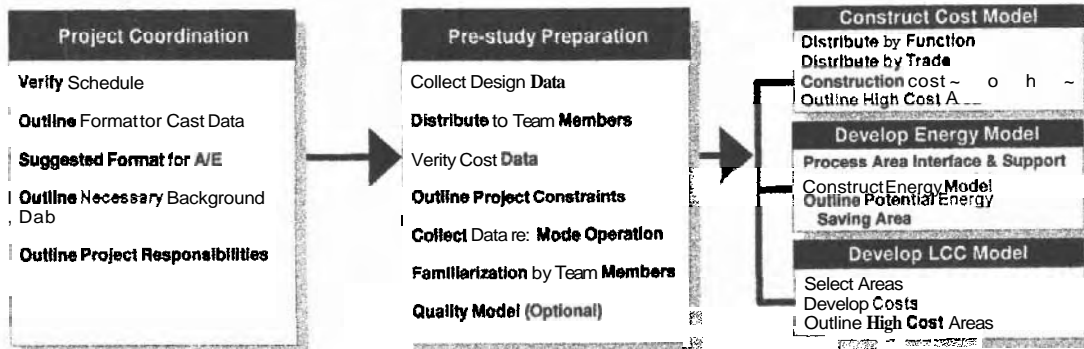 Project Coordination
Verify Schedule
Outline Formattor Cast Data
Suggested Format for A/E
Outline Necessary Background
, Dab
Outline Project Responsibilities
Pre-study Preparation
Collect Design Data
Distribute to Team Members
Verity Cost Data
Outline Project Constraints
Collect Data re: Mode Operation
Familiarization by Team Members
Quality Model (Optional)
Construct Cost Model
Distribute by Function
Distribute by Trade
Construction cost ~ o h ~
Outline High Cost A
Develop Energy Model
Process Area Interface & Support
Construct Energy Model
Outline Potential Energy
Saving Area
Develop LCC Model
Select Areas
Develop Costs
Outline High Cost Areas